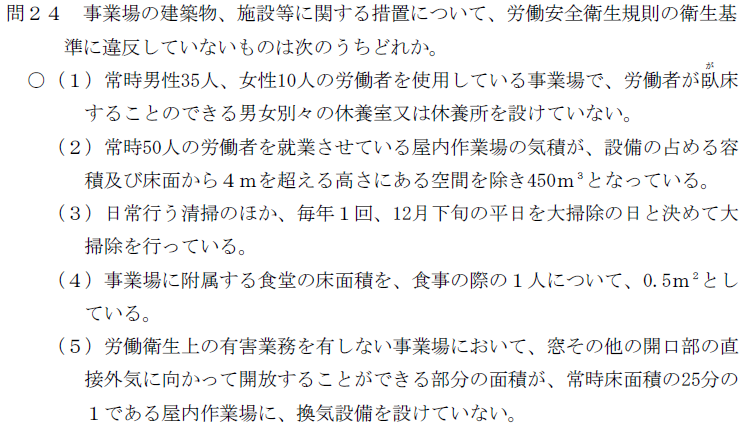 問２４　事業場の建築物、施設等に関する措置について、労働安全衛生規則の衛生基
準に違反していないものは次のうちどれか。
が
○（１）常時男性35人、女性10人の労働者を使用している事業場で、労働者が臥床
することのできる男女別々の休養室又は休養所を設けていない。
（２）常時50人の労働者を就業させている屋内作業場の気積が、設備の占める容
積及び床面から４ｍを超える高さにある空間を除き450ｍ³となっている。
（３）日常行う清掃のほか、毎年１回、12月下旬の平日を大掃除の日と決めて大
掃除を行っている。
（４）事業場に附属する食堂の床面積を、食事の際の１人について、0.5ｍ²とし
ている。
（５）労働衛生上の有害業務を有しない事業場において、窓その他の開口部の直
接外気に向かって開放することができる部分の面積が、常時床面積の25分の
１である屋内作業場に、換気設備を設けていない。